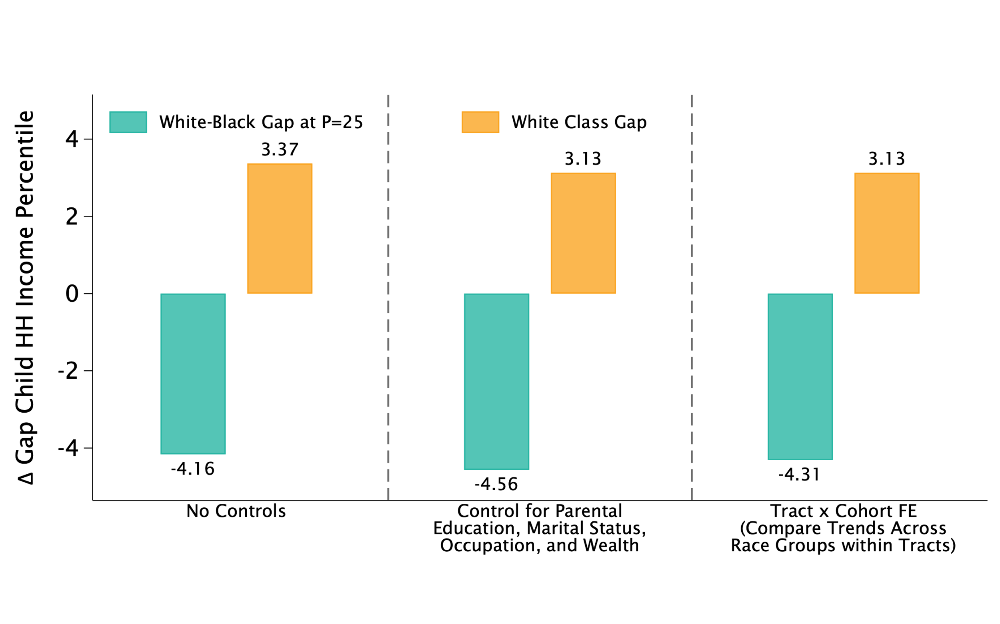 Δ Gap Child HH Income Percentile
White-Black Gap at P=25
White Class Gap
4
2
0
-2
-4
3.37
-4.16
3.13
-4.56
3.13
-4.31
No Controls
Control for Parental
Education, Marital Status,
Occupation, and Wealth
Tract x Cohort FE
(Compare Trends Across
Race Groups within Tracts)